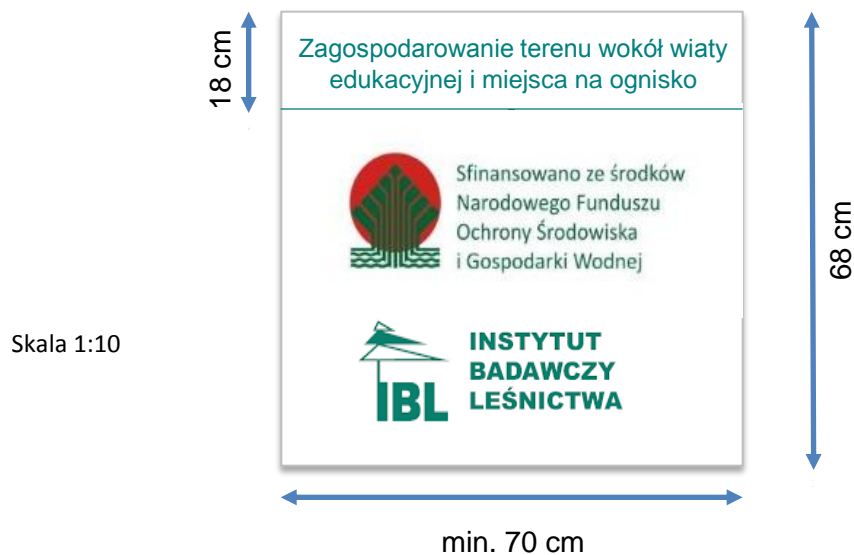 18 cm
Zagospodarowanie terenu wokół wiaty
edukacyjnej i miejsca na ognisko
Sfinansowano ze środków
Narodowego Funduszu
Ochrony Środowiska
i Gospodarki Wodnej
68 cm
Skala 1:10
IBL
INSTYTUT
BADAWCZY
LEŚNICTWA
min. 70 cm